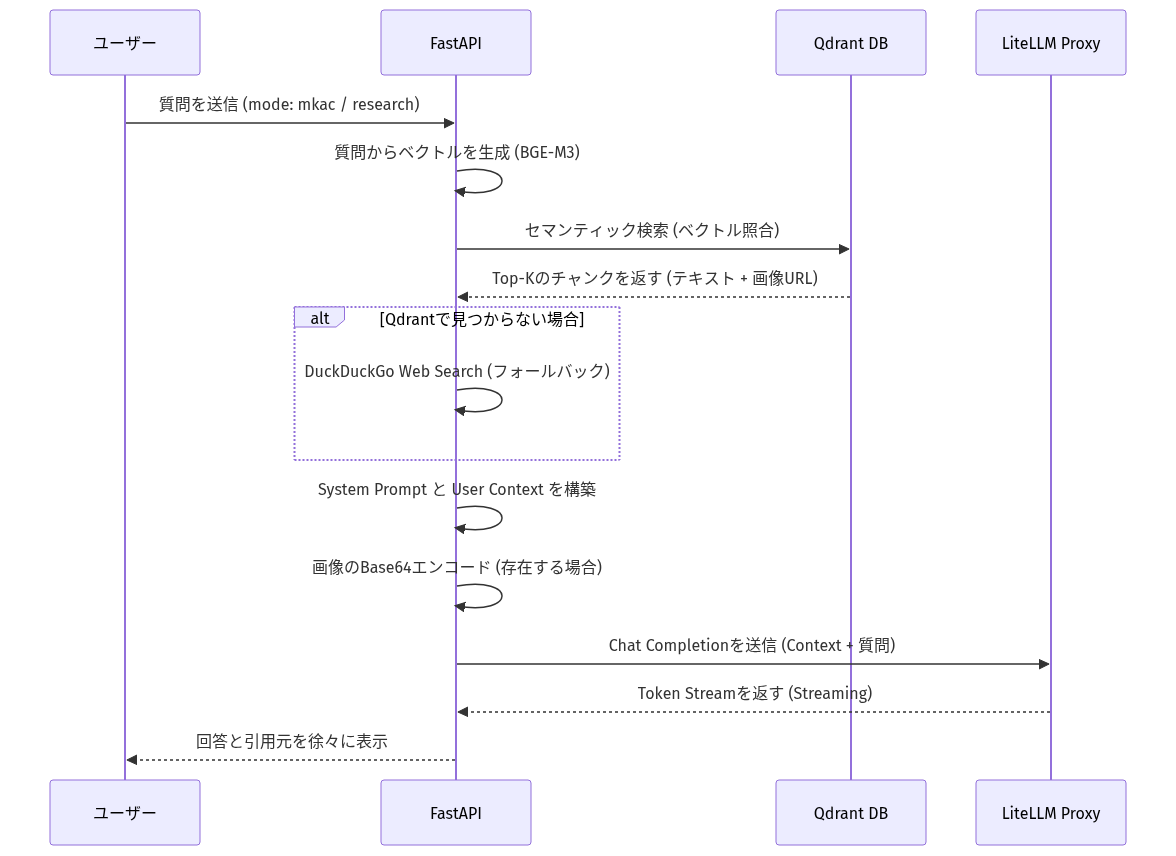 ユーザー
FastAPI
Qdrant DB
LiteLLM Proxy
質問を送信 (mode: mkac / research)
質問からベクトルを生成 (BGE-M3)
セマンティック検索 (ベクトル照合)
Top-Kのチャンクを返す (テキスト + 画像URL)
alt
[Qdrantで見つからない場合]
DuckDuckGo Web Search (フォールバック)
System Prompt と User Context を構築
画像のBase64エンコード (存在する場合)
Chat Completionを送信 (Context + 質問)
Token Streamを返す (Streaming)
回答と引用元を徐々に表示
ユーザー
FastAPI
Qdrant DB
LiteLLM Proxy